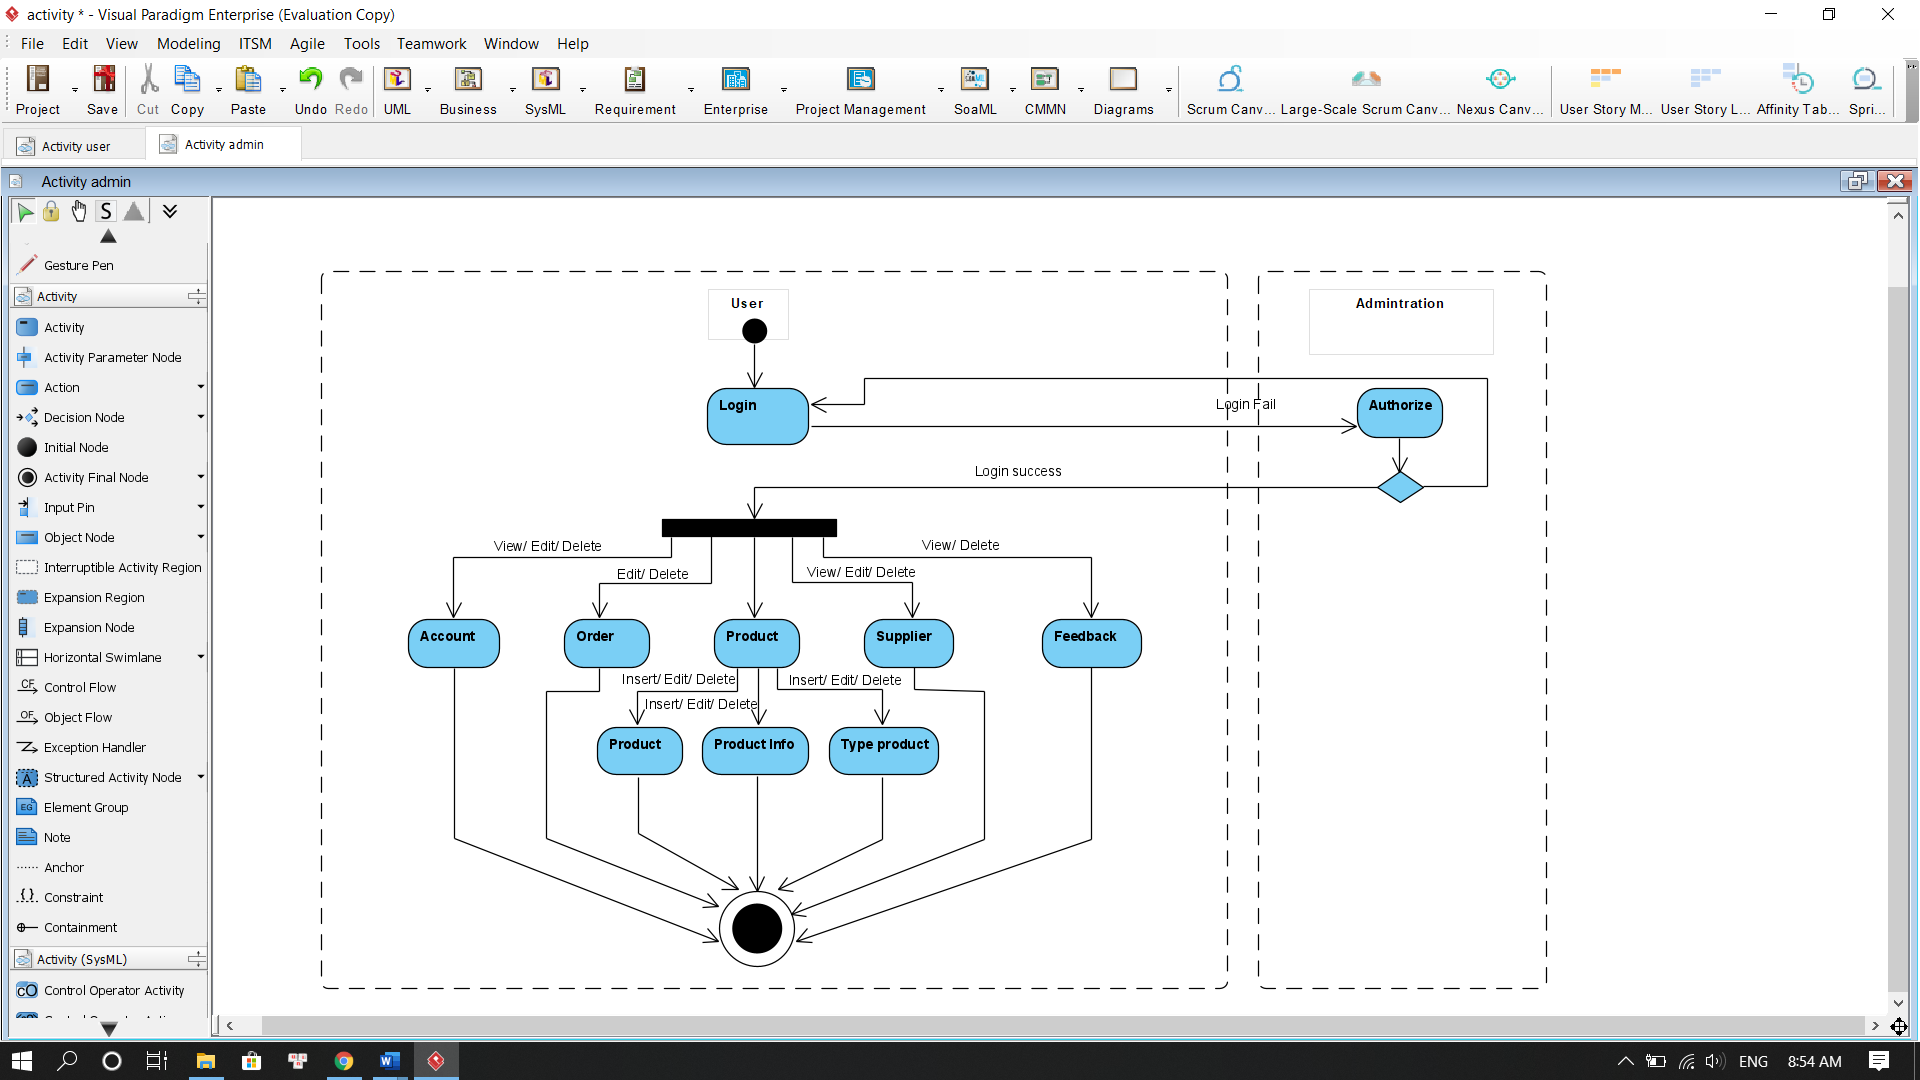 activity * - Visual Paradigm Enterprise (Evaluation Copy)
File Edit View Modeling ITSM Agile Tools Teamwork Window Help
Project Save Cut Copy Paste Undo Redo UML Business SysML Requirement Enterprise Project Management SoaML CMMN Diagrams Scrum Canv... Large-Scale Scrum Canv... Nexus Canv... User Story M... User Story L... Affinity Tab... Spri...
Activity user
Activity admin
Activity admin
S
Gesture Pen
Activity
Activity
Activity Parameter Node
Action
Decision Node
Initial Node
Activity Final Node
Input Pin
Object Node
Interruptible Activity Region
Expansion Region
Expansion Node
Horizontal Swimlane
Control Flow
Object Flow
Exception Handler
Structured Activity Node
Element Group
Note
Anchor
Constraint
Containment
Activity (SysML)
Control Operator Activity
User
Admintration
Login
Login Fail
Authorize
Login success
View/ Edit/ Delete
Edit/ Delete
View/ Edit/ Delete
View/ Delete
Account
Order
Product
Supplier
Feedback
Insert/ Edit/ Delete
Insert/ Edit/ Delete
Insert/ Edit/ Delete
Product
Product Info
Type product
ENG
8:54 AM